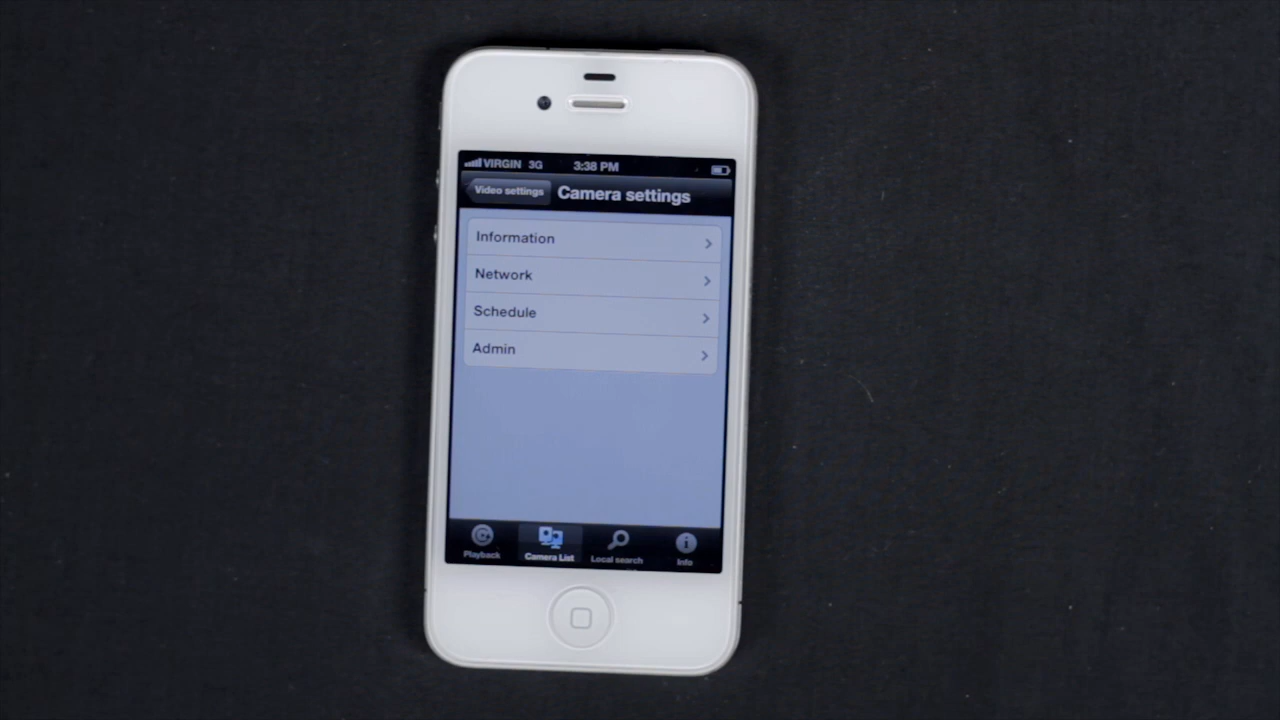 VIRGIN 3G 3:38 PM
Video settings Camera settings
Information
Network
Schedule
Admin
Playback Camera List Local search Info